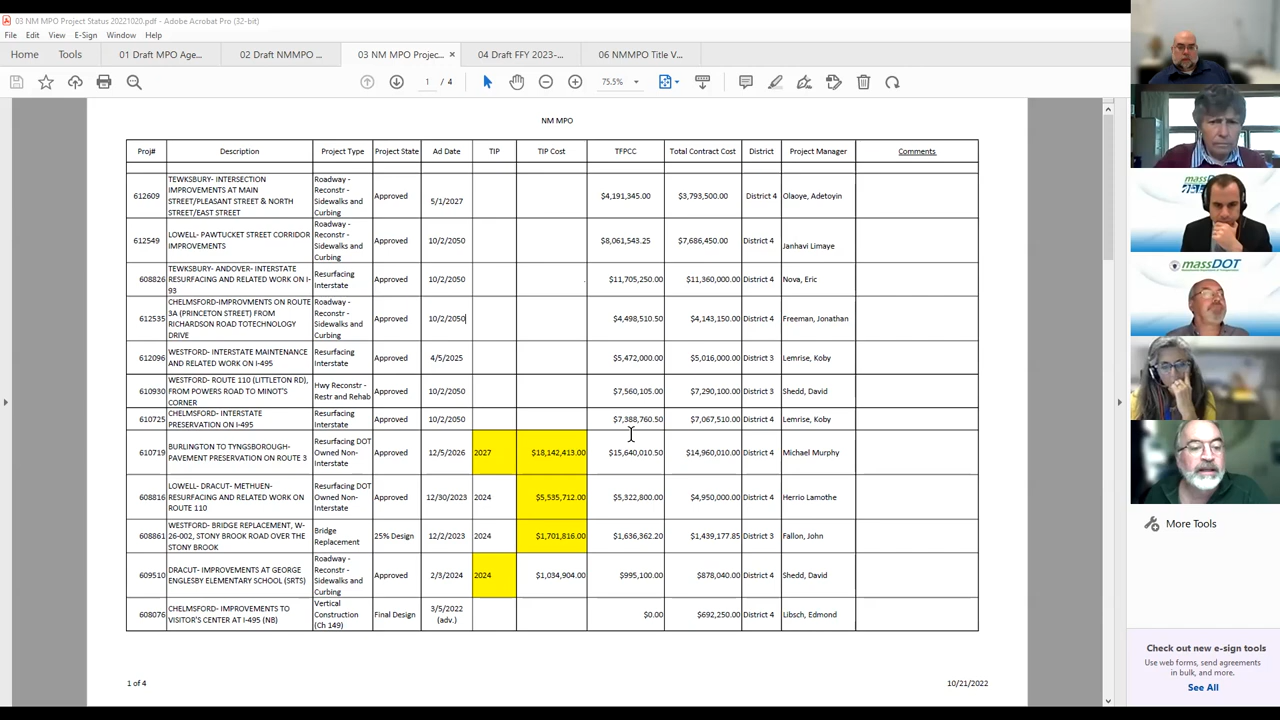 03 NM MPO Project Status 20221020.pdf - Adobe Acrobat Pro (32-bit)
File Edit View E-Sign Window Help
Home Tools 01 Draft MPO Age... 02 Draft NMMPO ... 03 NM MPO Projec... × 04 Draft FFY 2023-... 06 NMMPO Title V...
1 / 4 75.5%
NM MPO
Proj# Description Project Type Project State Ad Date TIP TIP Cost TFPCC Total Contract Cost District Project Manager Comments
612609 TEWKSBURY- INTERSECTION IMPROVEMENTS AT MAIN STREET/PLEASANT STREET & NORTH STREET/EAST STREET Roadway - Reconstr - Sidewalks and Curbing Approved 5/1/2027 $4,191,345.00 $3,793,500.00 District 4 Olaoye, Adetoyin
612549 LOWELL- PAWTUCKET STREET CORRIDOR IMPROVEMENTS Roadway - Reconstr - Sidewalks and Curbing Approved 10/2/2050 $8,061,543.25 $7,686,450.00 District 4 Janhavi Limaye
608826 TEWKSBURY- ANDOVER- INTERSTATE RESURFACING AND RELATED WORK ON I-93 Resurfacing Interstate Approved 10/2/2050 $11,705,250.00 $11,360,000.00 District 4 Nova, Eric
612535 CHELMSFORD-IMPROVMENTS ON ROUTE 3A (PRINCETON STREET) FROM RICHARDSON ROAD TOTECHNOLOGY DRIVE Roadway - Reconstr - Sidewalks and Curbing Approved 10/2/2050 $4,498,510.50 $4,143,150.00 District 4 Freeman, Jonathan
612096 WESTFORD- INTERSTATE MAINTENANCE AND RELATED WORK ON I-495 Resurfacing Interstate Approved 4/5/2025 $5,472,000.00 $5,016,000.00 District 3 Lemrise, Koby
610930 WESTFORD- ROUTE 110 (LITTLETON RD), FROM POWERS ROAD TO MINOT'S CORNER Hwy Reconstr - Restr and Rehab Approved 10/2/2050 $7,560,105.00 $7,290,100.00 District 3 Shedd, David
610725 CHELMSFORD- INTERSTATE PRESERVATION ON I-495 Resurfacing Interstate Approved 10/2/2050 $7,388,760.50 $7,067,510.00 District 4 Lemrise, Koby
610719 BURLINGTON TO TYNGSBOROUGH- PAVEMENT PRESERVATION ON ROUTE 3 Resurfacing DOT Owned Non-Interstate Approved 12/5/2026 2027 $18,142,413.00 $15,640,010.50 $14,960,010.00 District 4 Michael Murphy
608816 LOWELL- DRACUT- METHUEN- RESURFACING AND RELATED WORK ON ROUTE 110 Resurfacing DOT Owned Non-Interstate Approved 12/30/2023 2024 $5,535,712.00 $5,322,800.00 $4,950,000.00 District 4 Herrio Lamothe
608861 WESTFORD- BRIDGE REPLACEMENT, W-26-002, STONY BROOK ROAD OVER THE STONY BROOK Bridge Replacement 25% Design 12/2/2023 2024 $1,701,816.00 $1,636,362.20 $1,439,177.85 District 3 Fallon, John
609510 DRACUT- IMPROVEMENTS AT GEORGE ENGLESBY ELEMENTARY SCHOOL (SRTS) Roadway - Reconstr - Sidewalks and Curbing Approved 2/3/2024 2024 $1,034,904.00 $995,100.00 $878,040.00 District 4 Shedd, David
608076 CHELMSFORD- IMPROVEMENTS TO VISITOR'S CENTER AT I-495 (NB) Vertical Construction (Ch 149) Final Design 3/5/2022 (adv.) $0.00 $692,250.00 District 4 Libsch, Edmond
1 of 4 10/21/2022
massDOT
More Tools
Check out new e-sign tools
Use web forms, send agreements
in bulk, and more.
See All